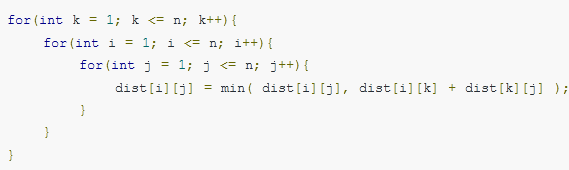 for(int k = 1; k <= n; k++){
    for(int i = 1; i <= n; i++){
        for(int j = 1; j <= n; j++){
            dist[i][j] = min( dist[i][j], dist[i][k] + dist[k][j] );
        }
    }
}